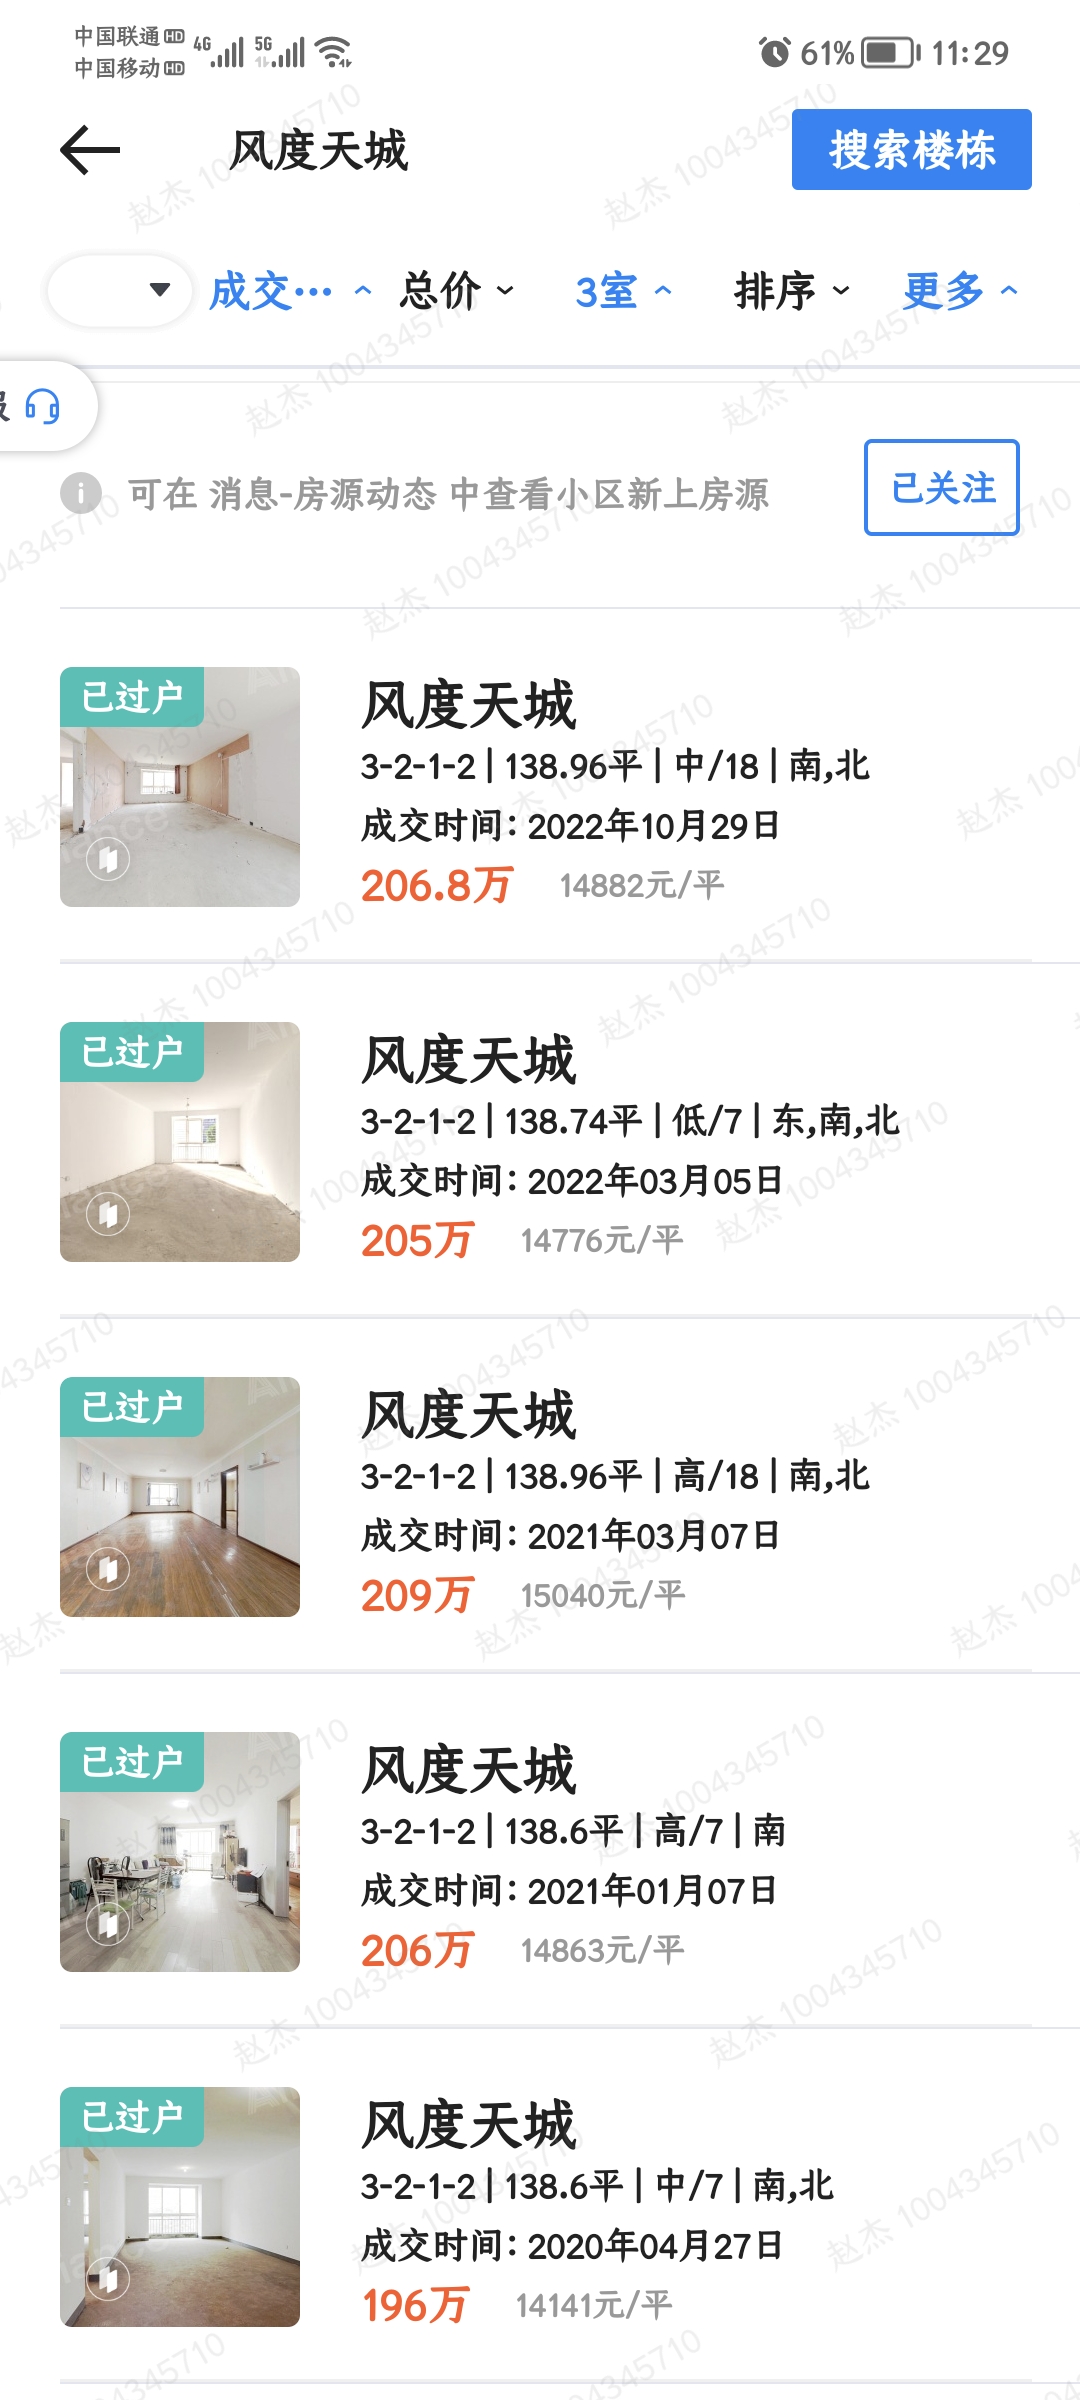 中国联通 HD 4G 5G 61% 11:29
中国移动 HD
风度天城 搜索楼栋
成交… 总价 3室 排序 更多
服
可在 消息-房源动态 中查看小区新上房源 已关注
已过户
风度天城
3-2-1-2 | 138.96平 | 中/18 | 南,北
成交时间: 2022年10月29日
206.8万 14882元/平
已过户
风度天城
3-2-1-2 | 138.74平 | 低/7 | 东,南,北
成交时间: 2022年03月05日
205万 14776元/平
已过户
风度天城
3-2-1-2 | 138.96平 | 高/18 | 南,北
成交时间: 2021年03月07日
209万 15040元/平
已过户
风度天城
3-2-1-2 | 138.6平 | 高/7 | 南
成交时间: 2021年01月07日
206万 14863元/平
已过户
风度天城
3-2-1-2 | 138.6平 | 中/7 | 南,北
成交时间: 2020年04月27日
196万 14141元/平
赵杰 1004345710